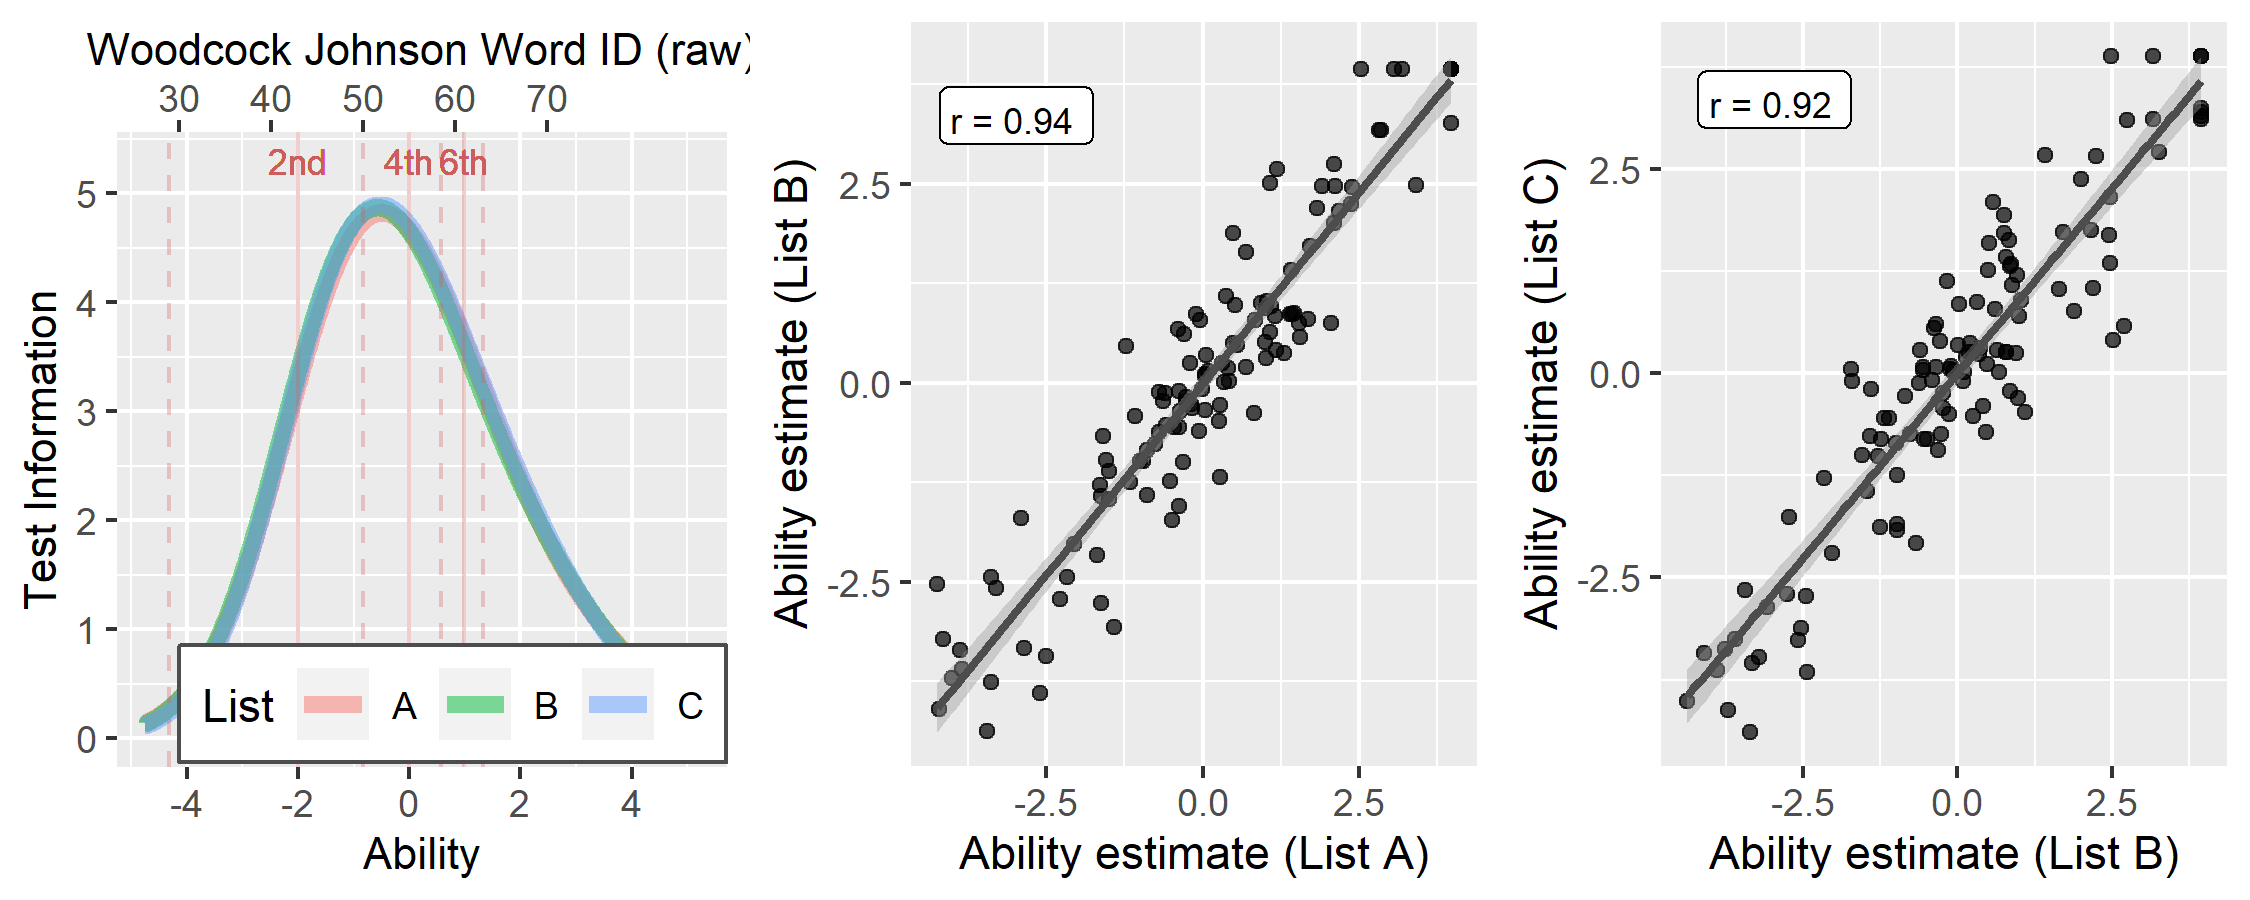 Woodcock Johnson Word ID (raw)
30 40 50 60 70
2nd 4th 6th
5
4
3
2
1
0
Test Information
List A B C
-4 -2 0 2 4
Ability
r = 0.94
2.5
0.0
-2.5
Ability estimate (List B)
-2.5 0.0 2.5
Ability estimate (List A)
r = 0.92
2.5
0.0
-2.5
Ability estimate (List C)
-2.5 0.0 2.5
Ability estimate (List B)